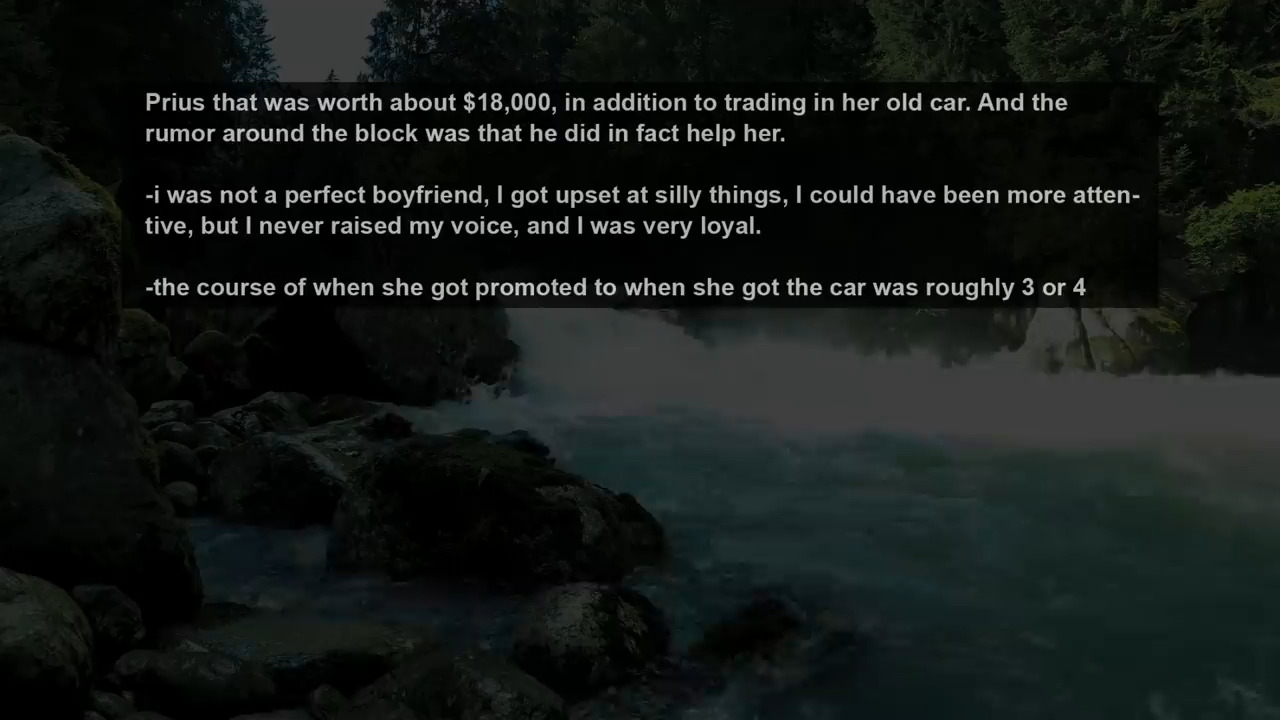 Prius that was worth about $18,000, in addition to trading in her old car. And the
rumor around the block was that he did in fact help her.
-i was not a perfect boyfriend, I got upset at silly things, I could have been more atten-
tive, but I never raised my voice, and I was very loyal.
-the course of when she got promoted to when she got the car was roughly 3 or 4